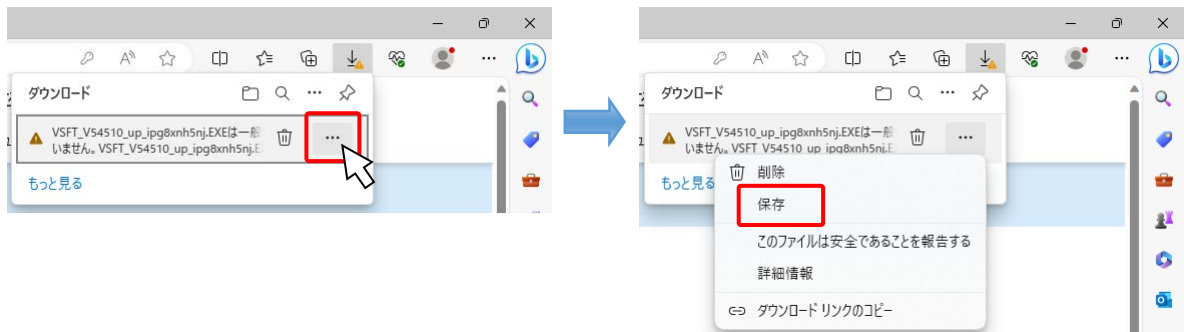 ダウンロード
VSFT_V54510_up_ipg8xnh5nj.EXEは一般
いません。VSFT_V54510_up_ipg8xnh5nj.E
もっと見る
ダウンロード
VSFT_V54510_up_ipg8xnh5nj.EXEは一般
いません。VSFT_V54510_up_ipg8xnh5nj.E
もっと見る
削除
保存
このファイルは安全であることを報告する
詳細情報
ダウンロード リンクのコピー